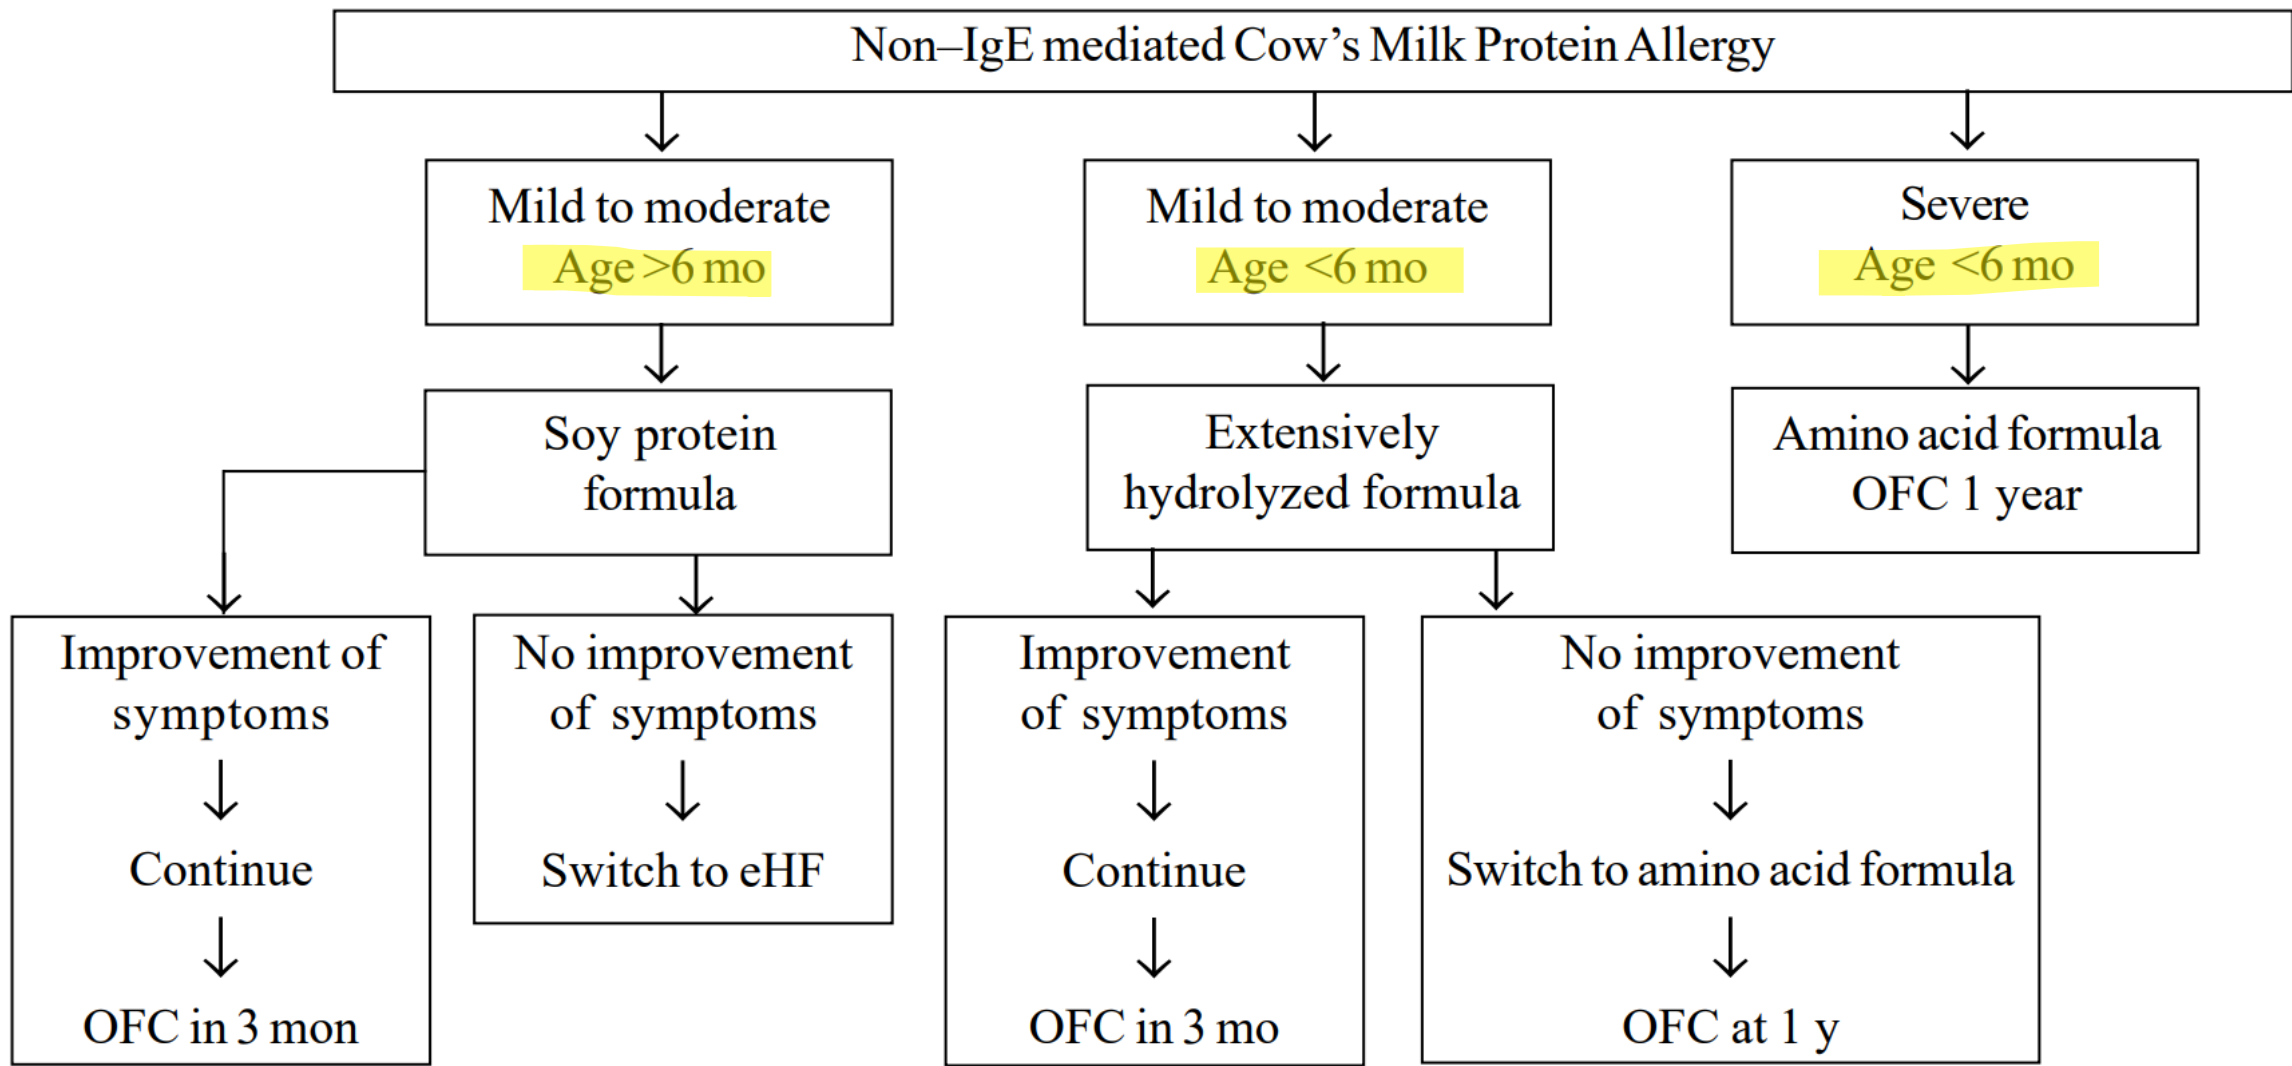 Non–IgE mediated Cow’s Milk Protein Allergy
Mild to moderate
Age >6 mo
Mild to moderate
Age <6 mo
Severe
Age <6 mo
Soy protein
formula
Extensively
hydrolyzed formula
Amino acid formula
OFC 1 year
Improvement of
symptoms
Continue
OFC in 3 mon
No improvement
of symptoms
Switch to eHF
Improvement
of symptoms
Continue
OFC in 3 mo
No improvement
of symptoms
Switch to amino acid formula
OFC at 1 y